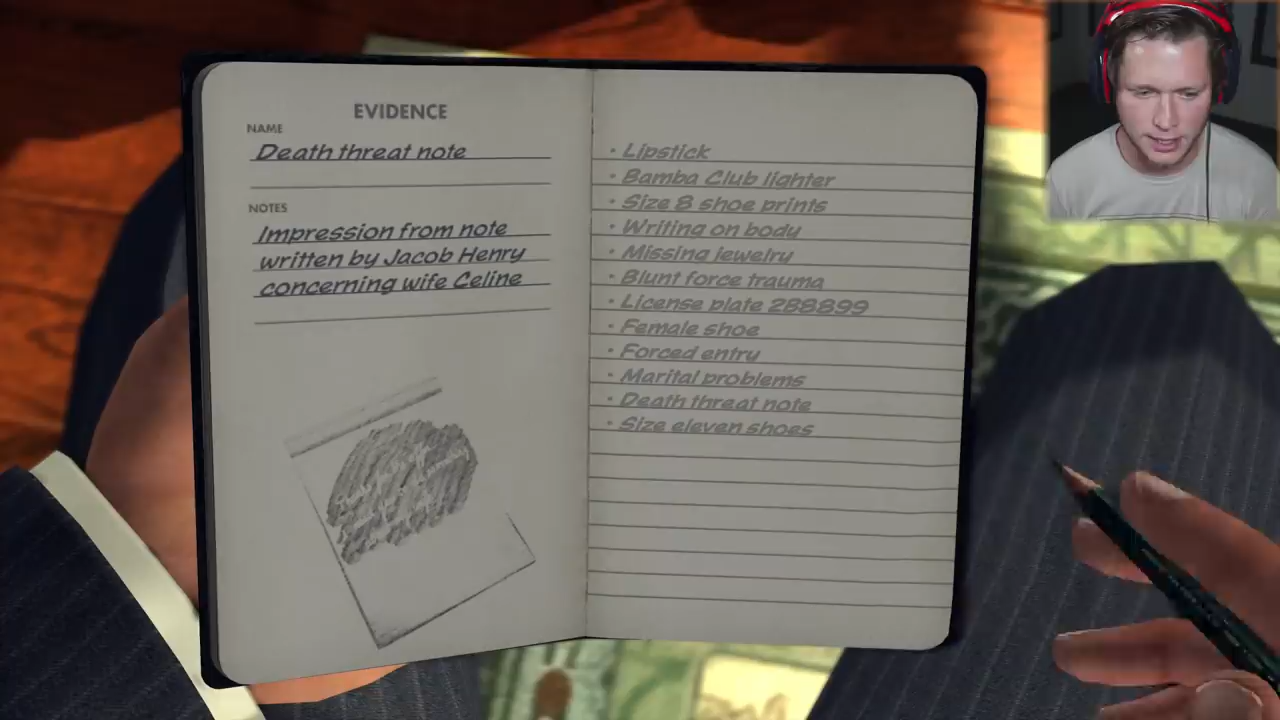 EVIDENCE
NAME
Death threat note
NOTES
Impression from note
written by Jacob Henry
concerning wife Celine
• Lipstick
• Bamba Club lighter
• Size 8 shoe prints
• Writing on body
• Missing jewelry
• Blunt force trauma
• License plate 2B8899
• Female shoe
• Forced entry
• Marital problems
• Death threat note
• Size eleven shoes